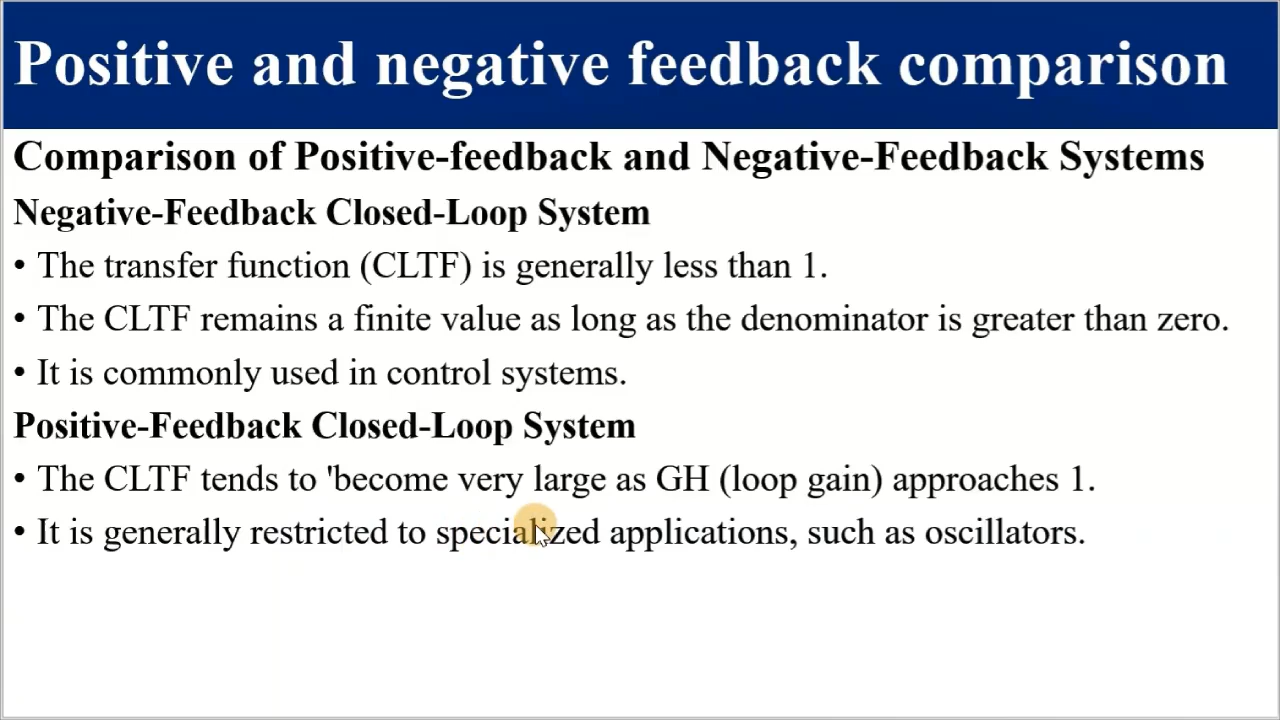 Positive and negative feedback comparison
Comparison of Positive-feedback and Negative-Feedback Systems
Negative-Feedback Closed-Loop System
• The transfer function (CLTF) is generally less than 1.
• The CLTF remains a finite value as long as the denominator is greater than zero.
• It is commonly used in control systems.
Positive-Feedback Closed-Loop System
• The CLTF tends to 'become very large as GH (loop gain) approaches 1.
• It is generally restricted to specialized applications, such as oscillators.